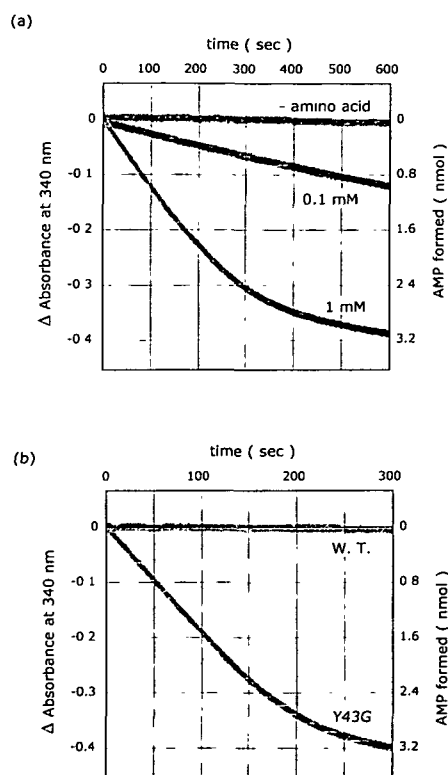 (a)
time ( sec )
0 100 200 300 400 500 600
- amino acid
0 0
-0.1 0.8
0.1 mM
-0.2 1.6
-0.3 2.4
1 mM
-0.4 3.2
Δ Absorbance at 340 nm
AMP formed ( nmol )
(b)
time ( sec )
0 100 200 300
0 0
W. T.
-0.1 0.8
-0.2 1.6
-0.3 2.4
Y43G
-0.4 3.2
Δ Absorbance at 340 nm
AMP formed ( nmol )